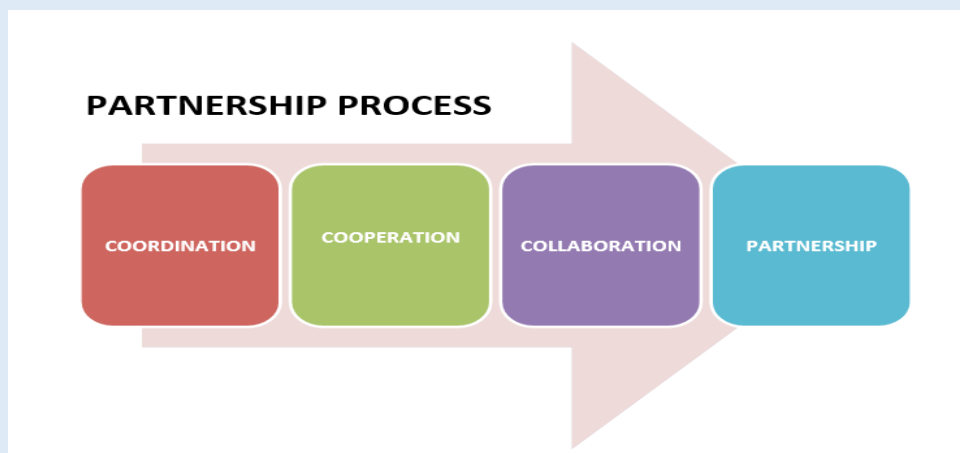 PARTNERSHIP PROCESS
COORDINATION
COOPERATION
COLLABORATION
PARTNERSHIP